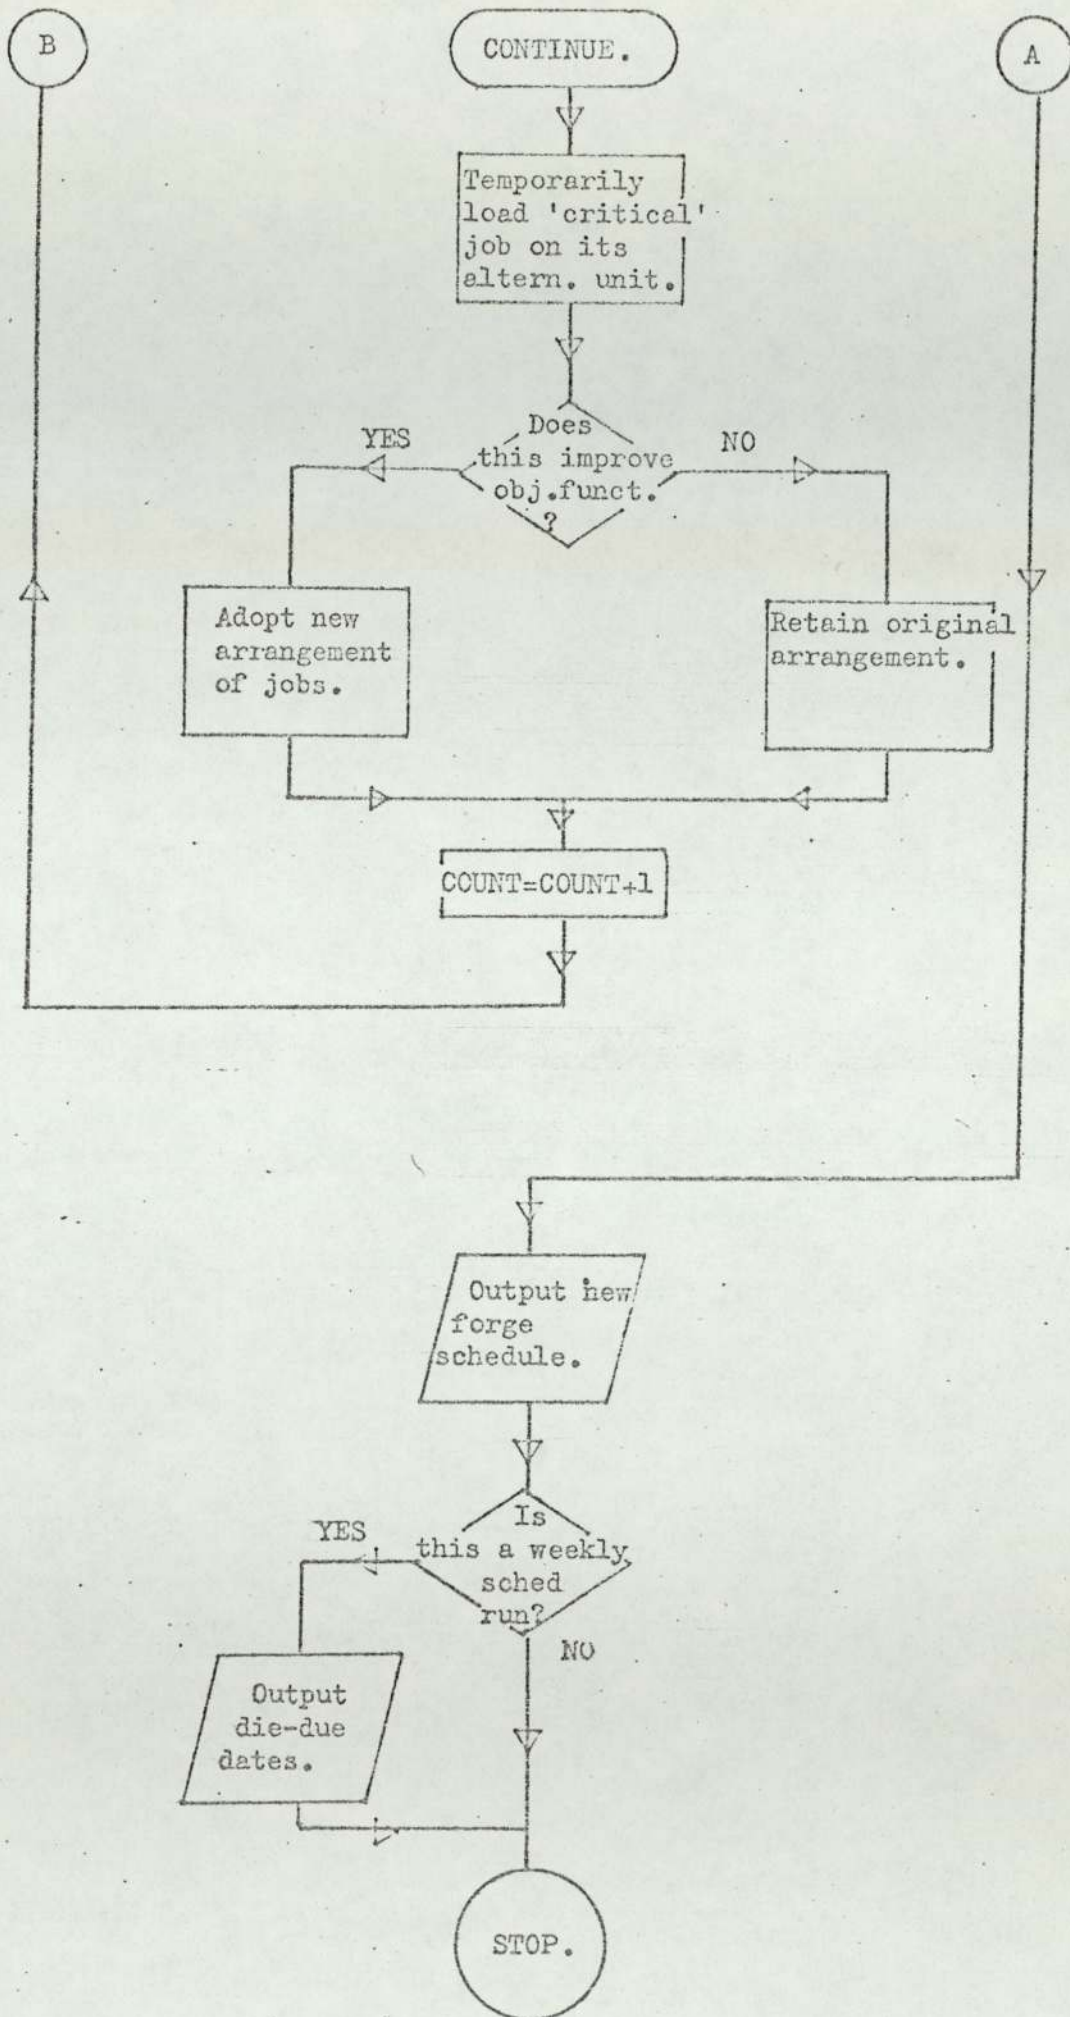 B
CONTINUE.
A
Temporarily
load 'critical'
job on its
altern. unit.
Does
this improve
obj.funct.
?
YES
NO
Adopt new
arrangement
of jobs.
Retain original
arrangement.
COUNT=COUNT+1
Output new
forge
schedule.
Is
this a weekly
sched
run?
YES
NO
Output
die-due
dates.
STOP.